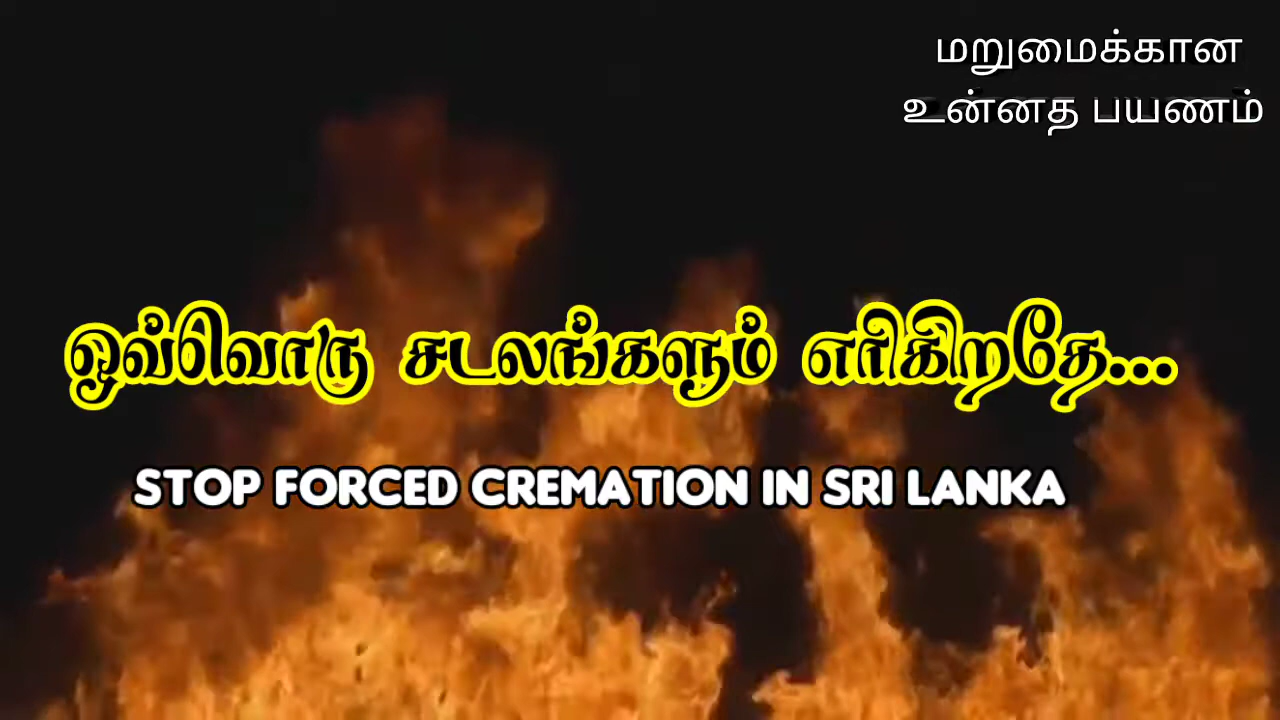 மறுமைக்கான
உன்னத பயணம்
ஒவ்வொரு சடலங்களும் எரிகிறதே...
STOP FORCED CREMATION IN SRI LANKA